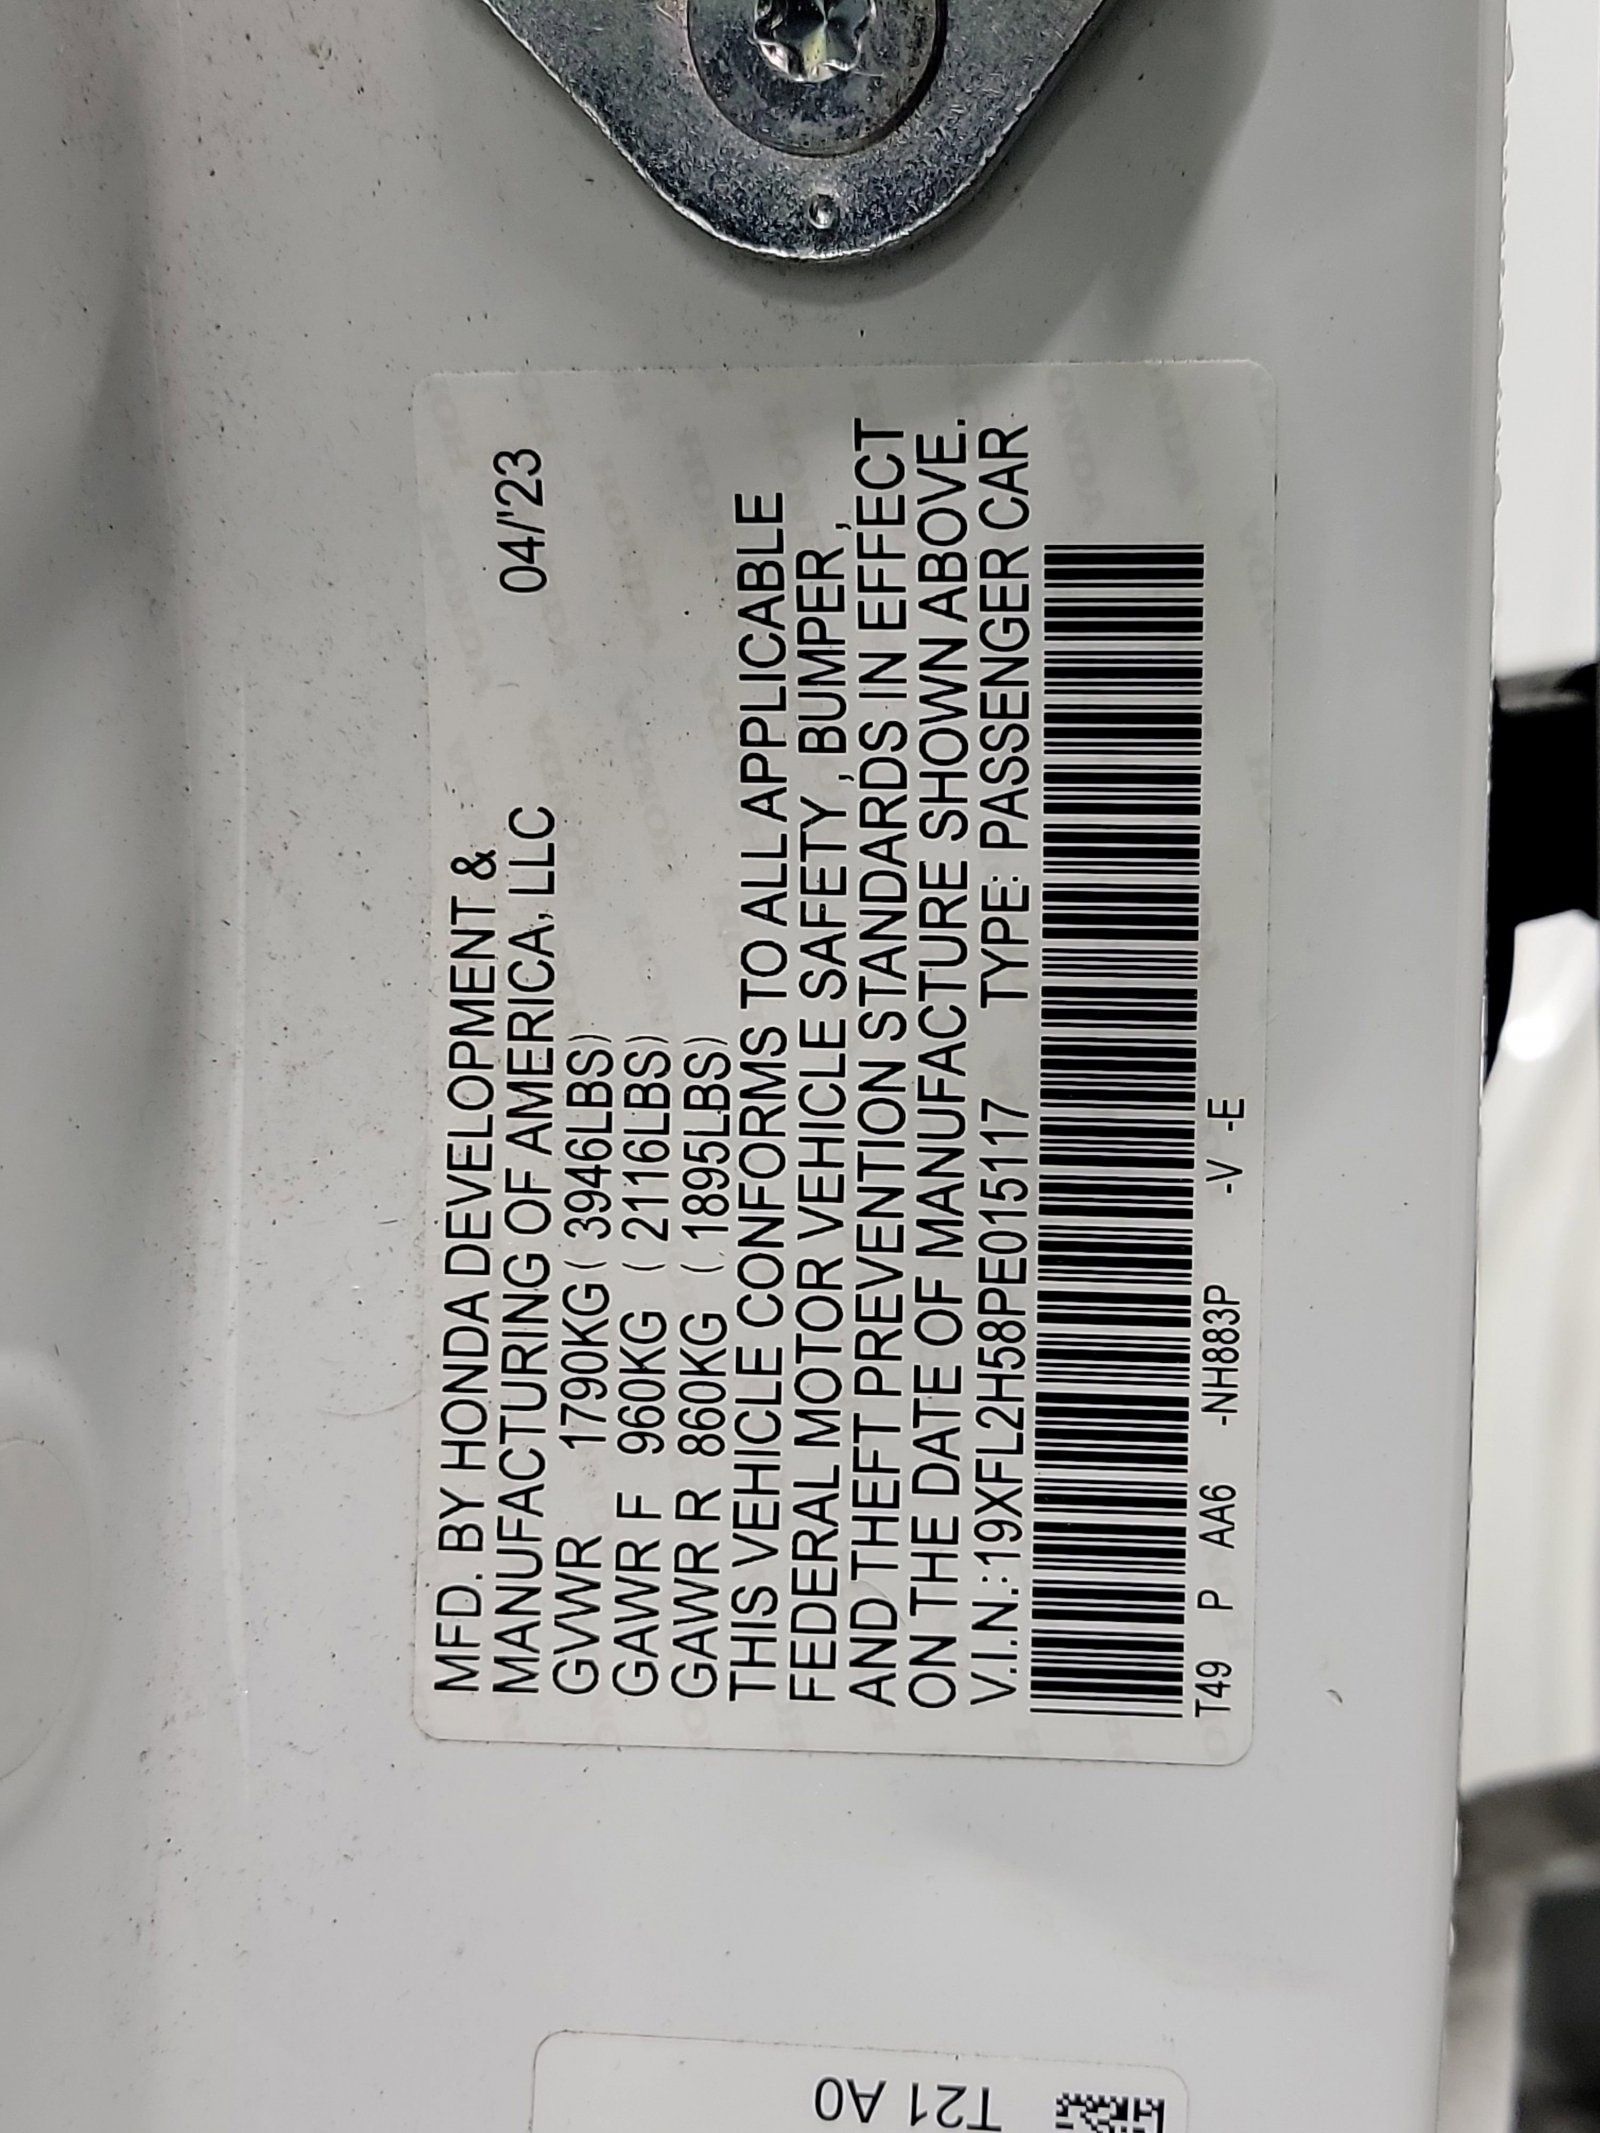 MFD. BY HONDA DEVELOPMENT &
MANUFACTURING OF AMERICA, LLC 04/'23
GVWR 1790KG ( 3946LBS)
GAWR F 960KG ( 2116LBS)
GAWR R 860KG ( 1895LBS)
THIS VEHICLE CONFORMS TO ALL APPLICABLE
FEDERAL MOTOR VEHICLE SAFETY , BUMPER ,
AND THEFT PREVENTION STANDARDS IN EFFECT
ON THE DATE OF MANUFACTURE SHOWN ABOVE.
V.I.N.:19XFL2H58PE015117 TYPE: PASSENGER CAR
T49 P AA6 -NH883P -V -E
T21 A0